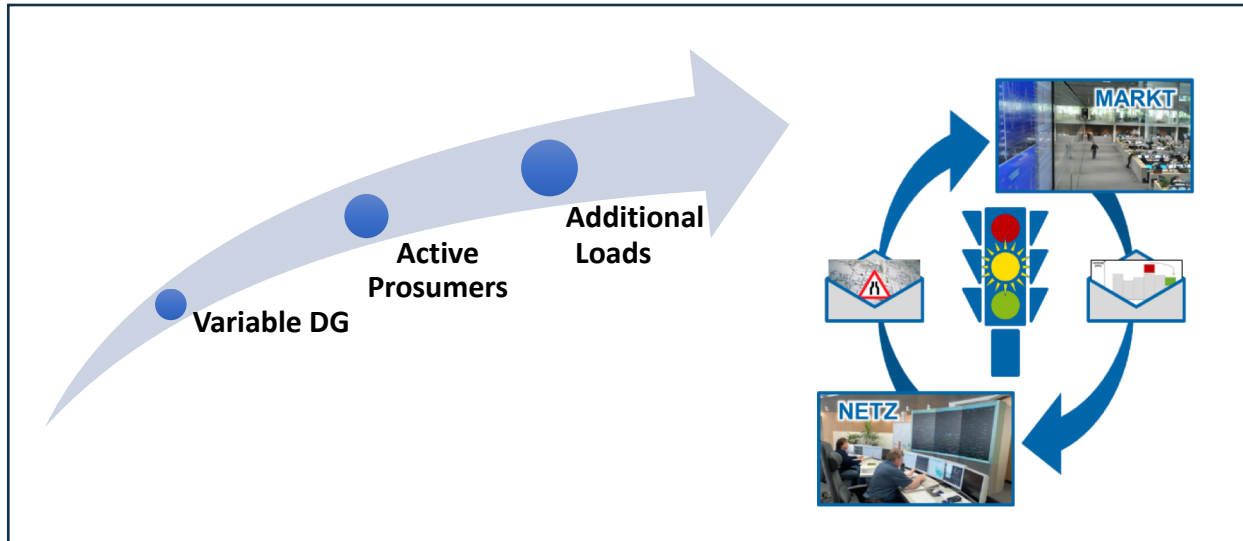 Variable DG
Active
Prosumers
Additional
Loads
MARKT
NETZ